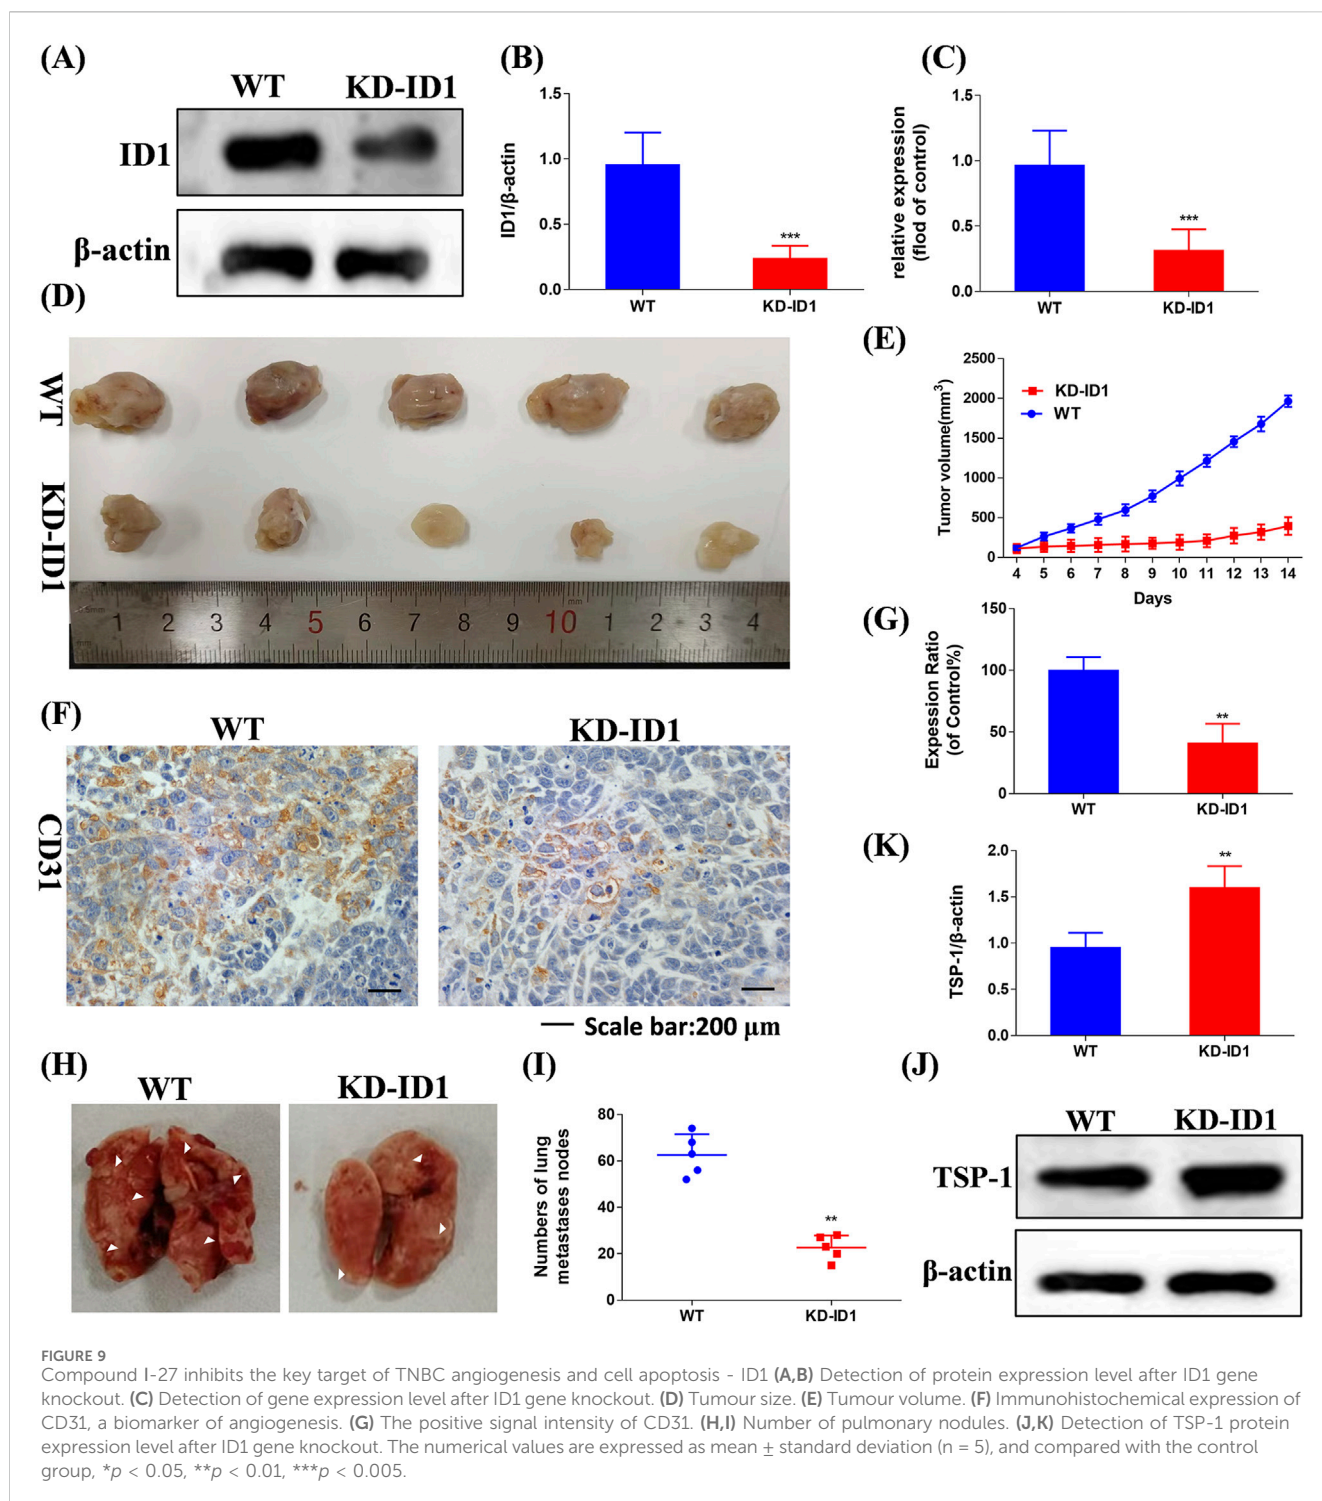 (A)
WT KD-ID1
ID1
β-actin
(B)
1.5
1.0
0.5
0.0
ID1/β-actin
***
WT KD-ID1
(C)
1.5
1.0
0.5
0.0
relative expression
(flod of control)
***
WT KD-ID1
(D)
WT
KD-ID1
1 2 3 4 5 6 7 8 9 10 1 2 3 4
(E)
2500
2000
1500
1000
500
0
Tumor volume(mm³)
KD-ID1
WT
4 5 6 7 8 9 10 11 12 13 14
Days
(F)
WT KD-ID1
CD31
Scale bar:200 μm
(G)
150
100
50
0
Expession Ratio
(of Control%)
**
WT KD-ID1
(K)
2.0
1.5
1.0
0.5
0.0
TSP-1/β-actin
**
WT KD-ID1
(H)
WT KD-ID1
(I)
80
60
40
20
0
Numbers of lung
metastases nodes
**
WT KD-ID1
(J)
WT KD-ID1
TSP-1
β-actin
FIGURE 9
Compound I-27 inhibits the key target of TNBC angiogenesis and cell apoptosis - ID1 (A,B) Detection of protein expression level after ID1 gene
knockout. (C) Detection of gene expression level after ID1 gene knockout. (D) Tumour size. (E) Tumour volume. (F) Immunohistochemical expression of
CD31, a biomarker of angiogenesis. (G) The positive signal intensity of CD31. (H,I) Number of pulmonary nodules. (J,K) Detection of TSP-1 protein
expression level after ID1 gene knockout. The numerical values are expressed as mean ± standard deviation (n = 5), and compared with the control
group, *p < 0.05, **p < 0.01, ***p < 0.005.